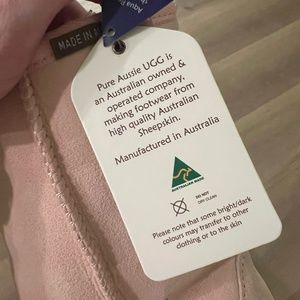 MADE IN
Pure Aussie UGG is
an Australian owned &
operated company,
making footwear from
high quality Australian
Sheepskin.
Manufactured in Australia
DO NOT
DRY CLEAN
Please note that some bright/dark
colours may transfer to other
clothing or to the skin